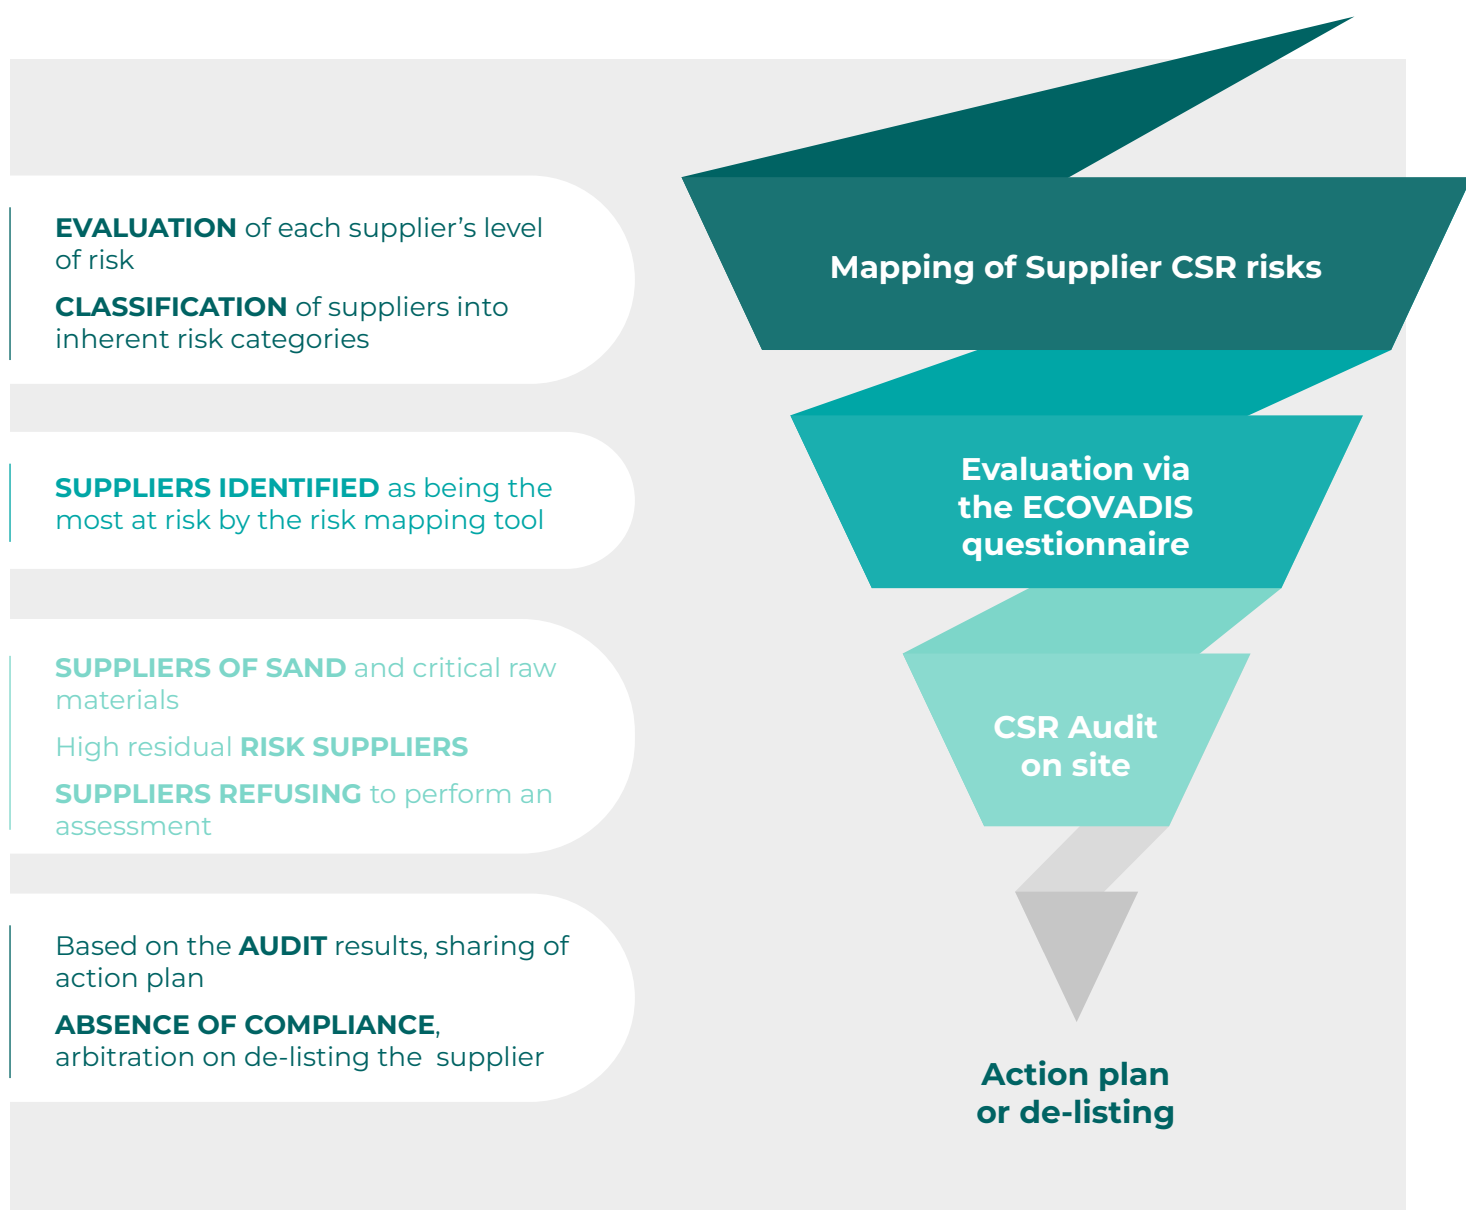 EVALUATION of each supplier’s level
of risk
CLASSIFICATION of suppliers into
inherent risk categories
Mapping of Supplier CSR risks
SUPPLIERS IDENTIFIED as being the
most at risk by the risk mapping tool
Evaluation via
the ECOVADIS
questionnaire
SUPPLIERS OF SAND and critical raw
materials
High residual RISK SUPPLIERS
SUPPLIERS REFUSING to perform an
assessment
CSR Audit
on site
Based on the AUDIT results, sharing of
action plan
ABSENCE OF COMPLIANCE,
arbitration on de-listing the  supplier
Action plan
or de-listing